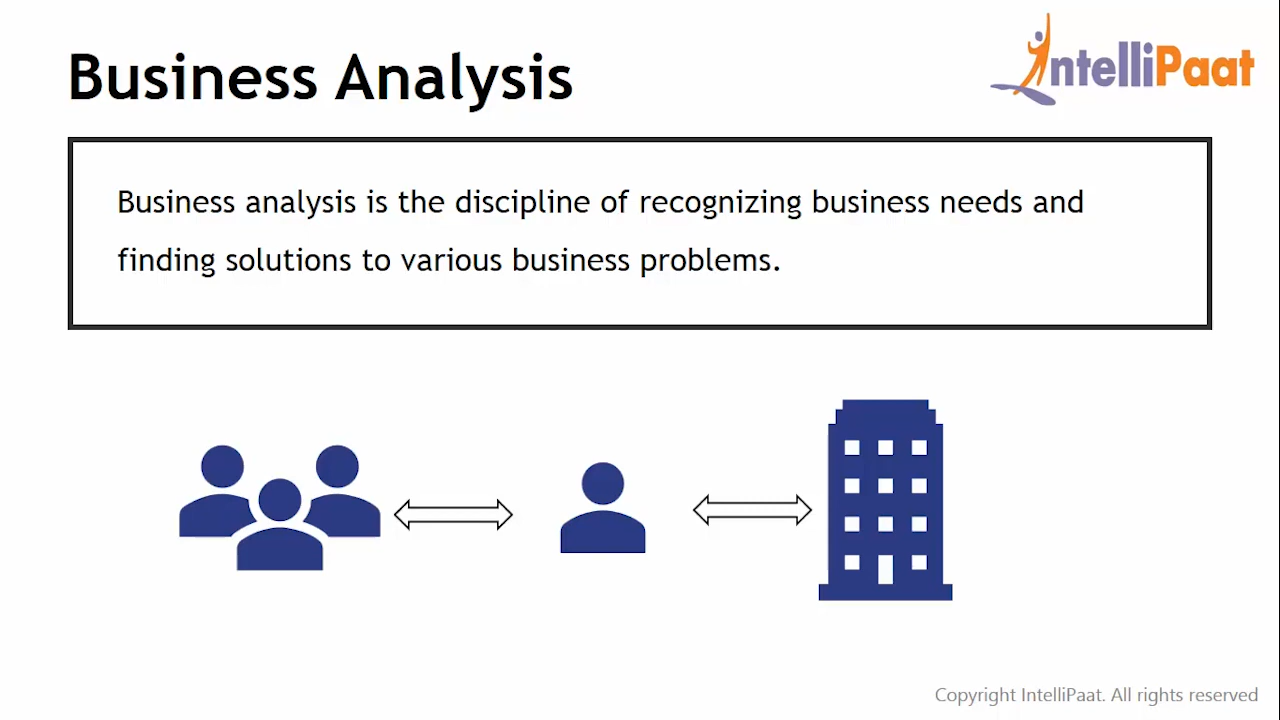 Business Analysis
IntelliPaat
Business analysis is the discipline of recognizing business needs and
finding solutions to various business problems.
Copyright IntelliPaat. All rights reserved